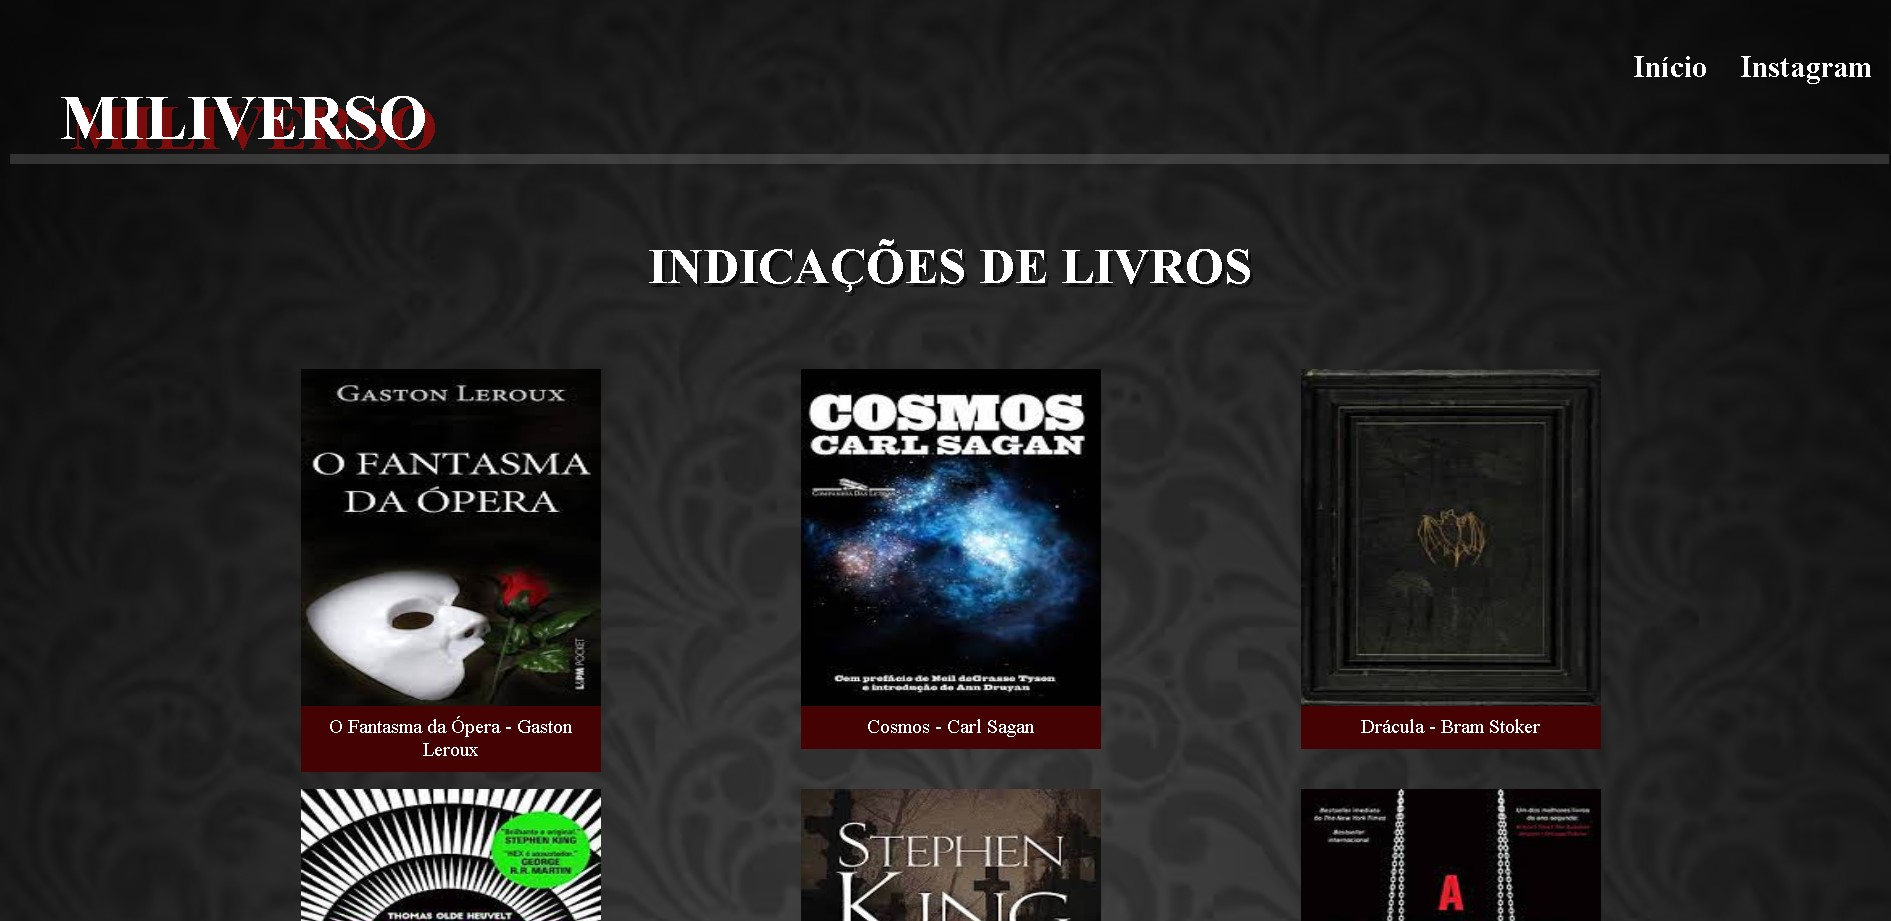 Início Instagram
MILIVERSO
INDICAÇÕES DE LIVROS
GASTON LEROUX
O FANTASMA
DA ÓPERA
L&PM POCKET
O Fantasma da Ópera - Gaston
Leroux
COSMOS
CARL SAGAN
COMPANHIA DAS LETRAS
Com prefácio de Neil deGrasse Tyson
e introdução de Ann Druyan
Cosmos - Carl Sagan
Drácula - Bram Stoker
"Brilhante e original."
STEPHEN KING
"HEX é assustador."
GEORGE
R.R. MARTIN
THOMAS OLDE HEUVELT
STEPHEN
KING
Bestseller imediato
do The New York Times
Bestseller
internacional
Um dos melhores livros
do ano segundo:
A